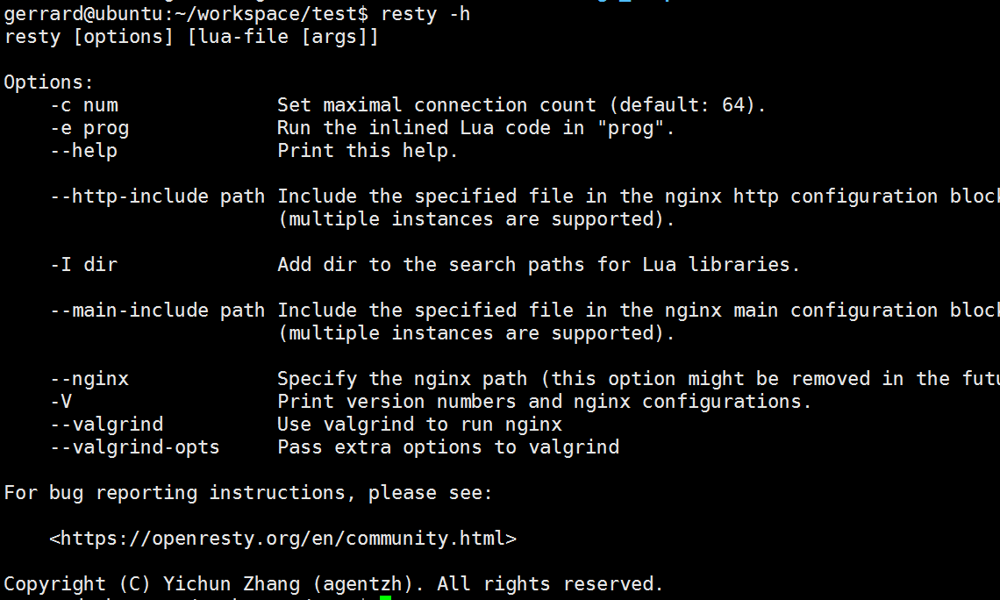 gerrard@ubuntu:~/workspace/test$ resty -h
resty [options] [lua-file [args]]
Options:
-c num Set maximal connection count (default: 64).
-e prog Run the inlined Lua code in "prog".
--help Print this help.
--http-include path Include the specified file in the nginx http configuration block
(multiple instances are supported).
-I dir Add dir to the search paths for Lua libraries.
--main-include path Include the specified file in the nginx main configuration block
(multiple instances are supported).
--nginx Specify the nginx path (this option might be removed in the futu
-V Print version numbers and nginx configurations.
--valgrind Use valgrind to run nginx
--valgrind-opts Pass extra options to valgrind
For bug reporting instructions, please see:
<https://openresty.org/en/community.html>
Copyright (C) Yichun Zhang (agentzh). All rights reserved.